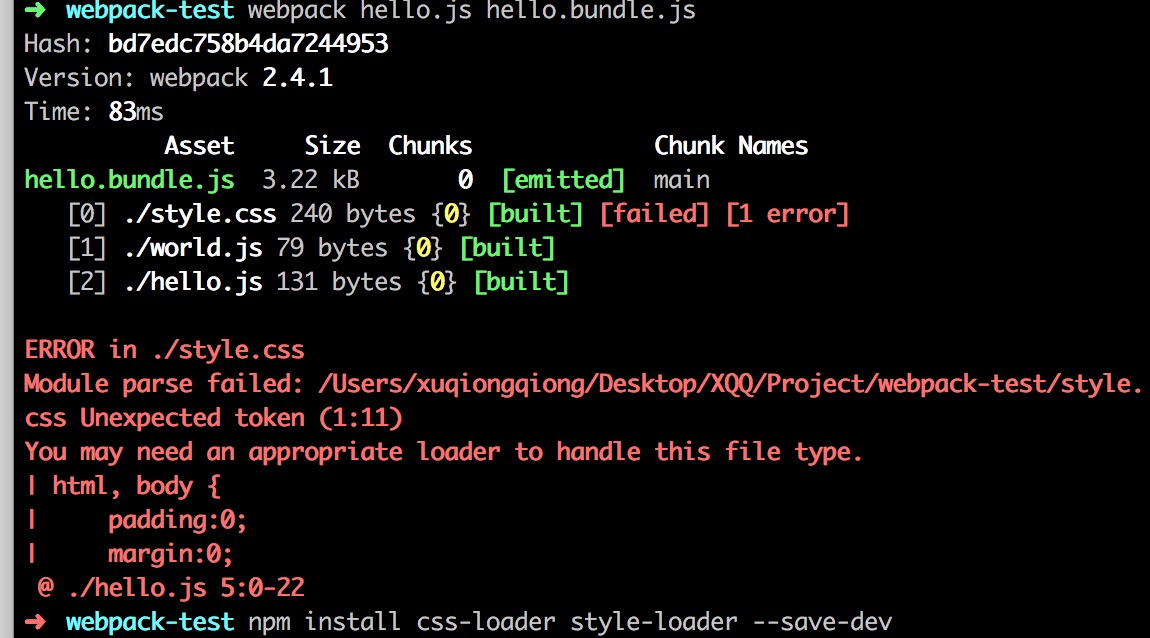 ➜ webpack-test webpack hello.js hello.bundle.js
Hash: bd7edc758b4da7244953
Version: webpack 2.4.1
Time: 83ms
Asset Size Chunks Chunk Names
hello.bundle.js 3.22 kB 0 [emitted] main
[0] ./style.css 240 bytes {0} [built] [failed] [1 error]
[1] ./world.js 79 bytes {0} [built]
[2] ./hello.js 131 bytes {0} [built]
ERROR in ./style.css
Module parse failed: /Users/xuqiongqiong/Desktop/XQQ/Project/webpack-test/style.
css Unexpected token (1:11)
You may need an appropriate loader to handle this file type.
| html, body {
|     padding:0;
|     margin:0;
@ ./hello.js 5:0-22
➜ webpack-test npm install css-loader style-loader --save-dev